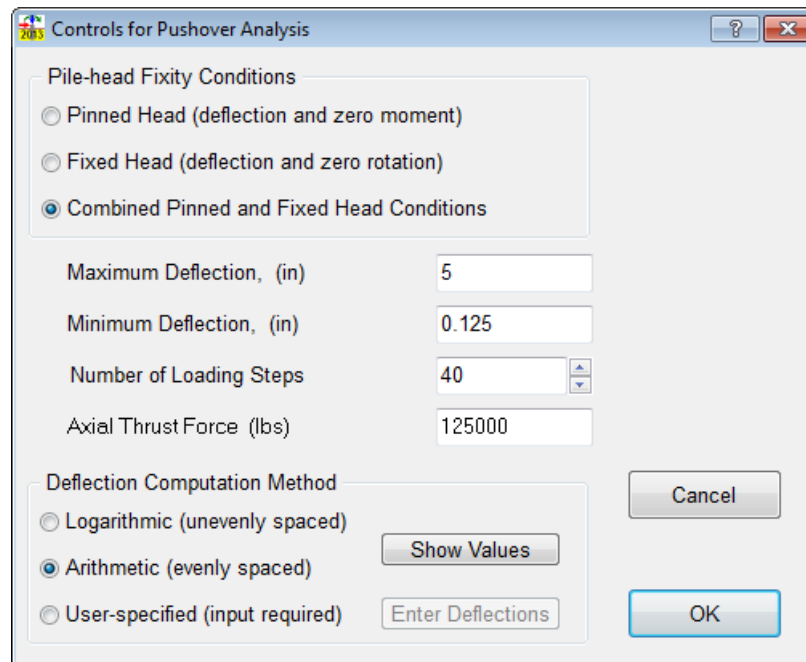 2013 Controls for Pushover Analysis ?
Pile-head Fixity Conditions
Pinned Head (deflection and zero moment)
Fixed Head (deflection and zero rotation)
Combined Pinned and Fixed Head Conditions
Maximum Deflection, (in) 5
Minimum Deflection, (in) 0.125
Number of Loading Steps 40
Axial Thrust Force (lbs) 125000
Deflection Computation Method
Cancel
Logarithmic (unevenly spaced)
Show Values
Arithmetic (evenly spaced)
User-specified (input required) Enter Deflections OK